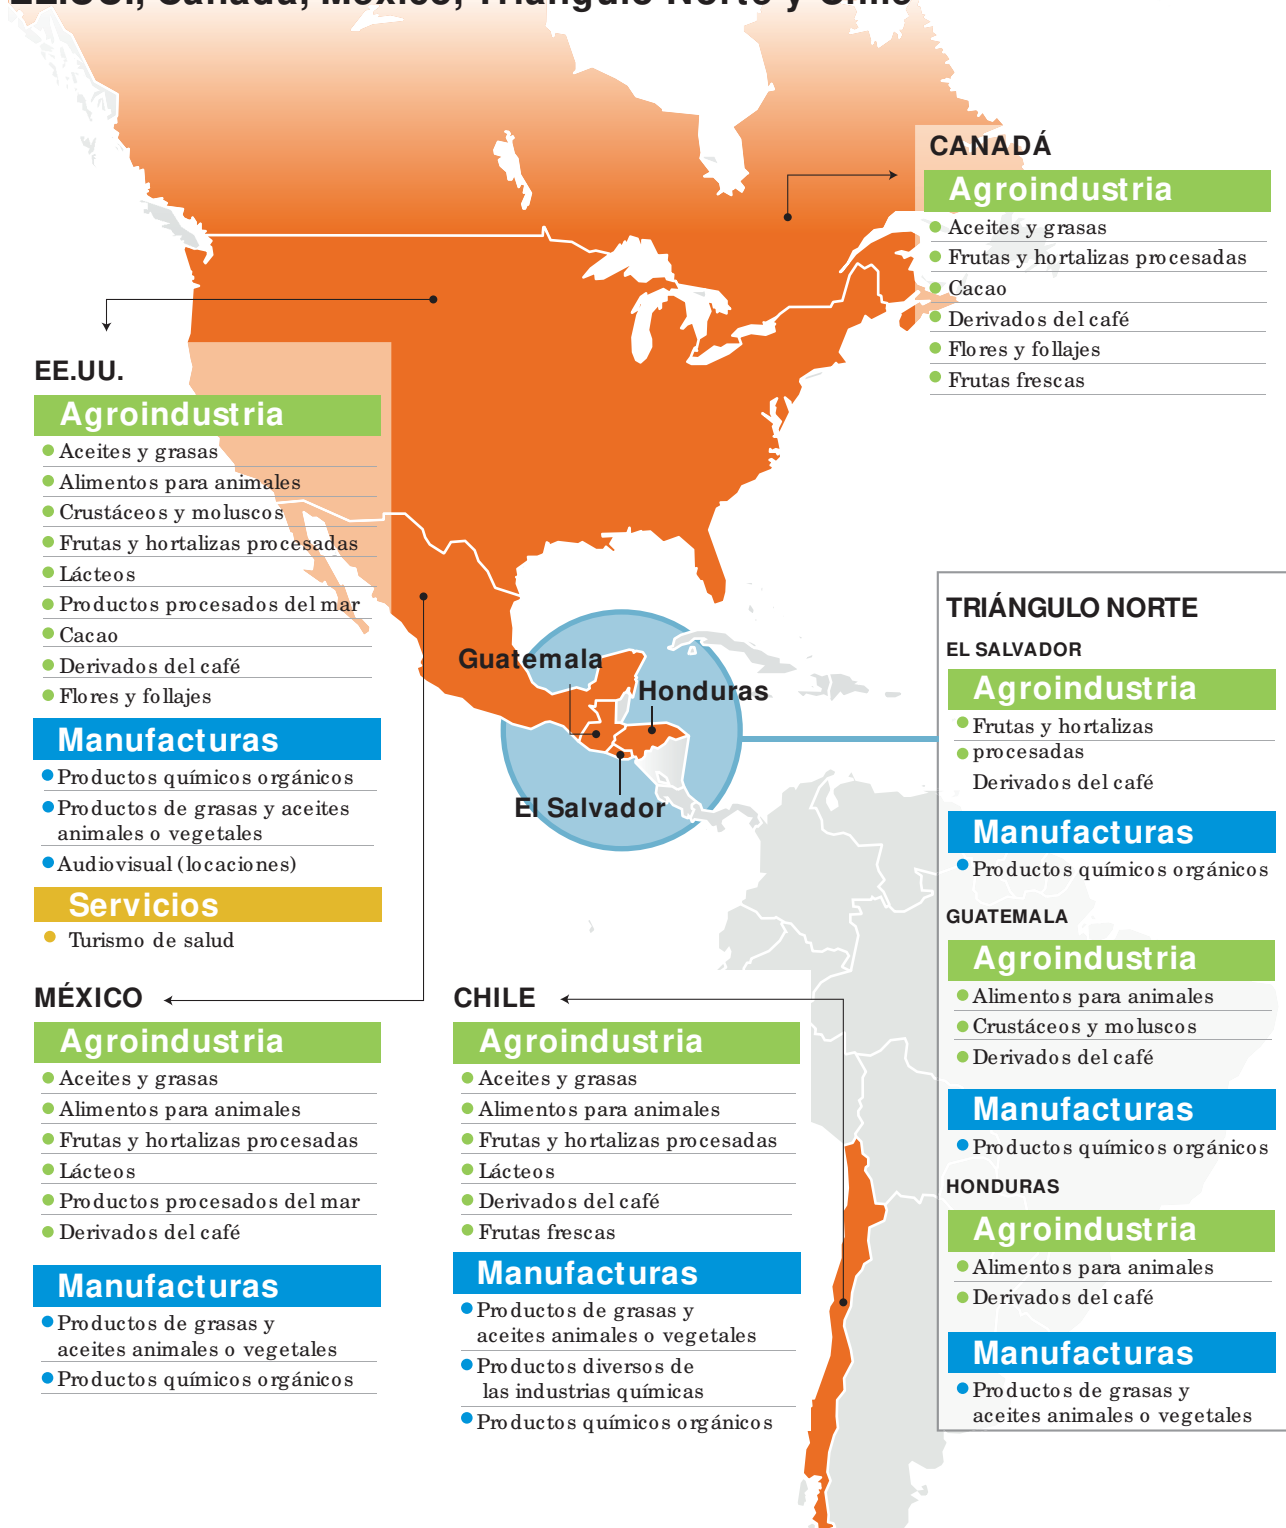 EE.UU., Canadá, México, Triángulo Norte y Chile
CANADÁ
Agroindustria
Aceites y grasas
Frutas y hortalizas procesadas
Cacao
Derivados del café
Flores y follajes
Frutas frescas
EE.UU.
Agroindustria
Aceites y grasas
Alimentos para animales
Crustáceos y moluscos
Frutas y hortalizas procesadas
Lácteos
Productos procesados del mar
Cacao
Derivados del café
Flores y follajes
Manufacturas
Productos químicos orgánicos
Productos de grasas y aceites
animales o vegetales
Audiovisual (locaciones)
Servicios
Turismo de salud
MÉXICO
Agroindustria
Aceites y grasas
Alimentos para animales
Frutas y hortalizas procesadas
Lácteos
Productos procesados del mar
Derivados del café
Manufacturas
Productos de grasas y
aceites animales o vegetales
Productos químicos orgánicos
Guatemala
Honduras
El Salvador
CHILE
Agroindustria
Aceites y grasas
Alimentos para animales
Frutas y hortalizas procesadas
Lácteos
Derivados del café
Frutas frescas
Manufacturas
Productos de grasas y
aceites animales o vegetales
Productos diversos de
las industrias químicas
Productos químicos orgánicos
TRIÁNGULO NORTE
EL SALVADOR
Agroindustria
Frutas y hortalizas
procesadas
Derivados del café
Manufacturas
Productos químicos orgánicos
GUATEMALA
Agroindustria
Alimentos para animales
Crustáceos y moluscos
Derivados del café
Manufacturas
Productos químicos orgánicos
HONDURAS
Agroindustria
Alimentos para animales
Derivados del café
Manufacturas
Productos de grasas y
aceites animales o vegetales